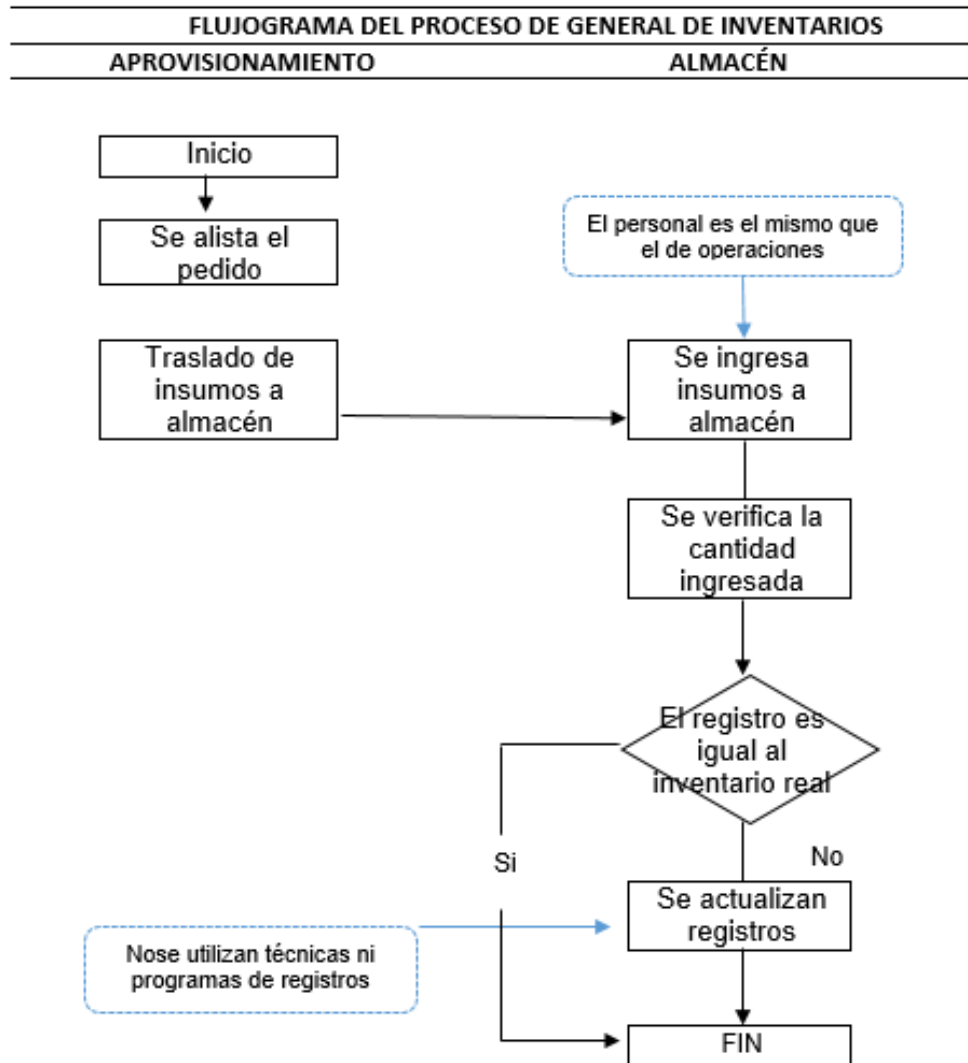 FLUJOGRAMA DEL PROCESO DE GENERAL DE INVENTARIOS
APROVISIONAMIENTO
ALMACÉN
Inicio
Se alista el
pedido
El personal es el mismo que
el de operaciones
Traslado de
insumos a
almacén
Se ingresa
insumos a
almacén
Se verifica la
cantidad
ingresada
El registro es
igual al
inventario real
Si
No
Se actualizan
registros
Nose utilizan técnicas ni
programas de registros
FIN